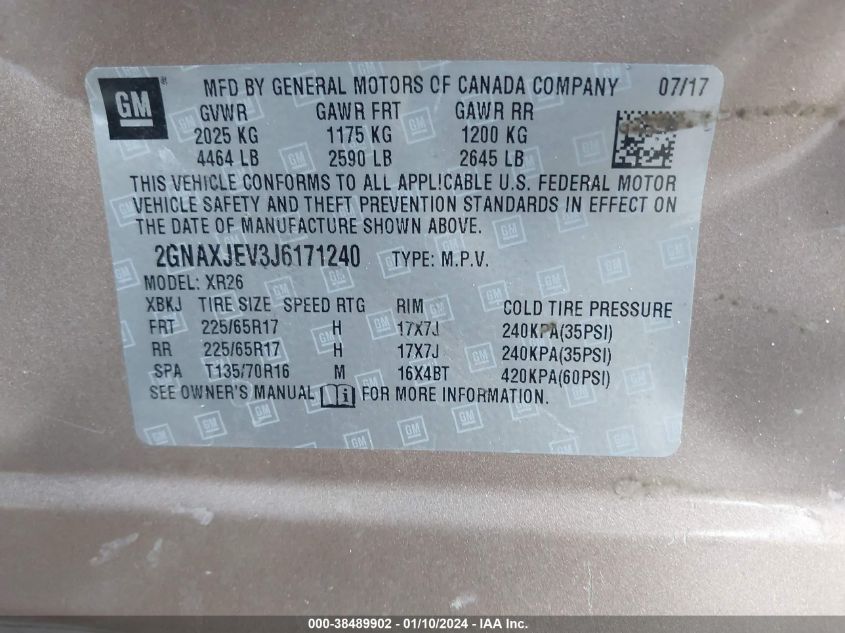 GM MFD BY GENERAL MOTORS OF CANADA COMPANY 07/17
GVWR GAWR FRT GAWR RR
2025 KG 1175 KG 1200 KG
4464 LB 2590 LB 2645 LB
THIS VEHICLE CONFORMS TO ALL APPLICABLE U.S. FEDERAL MOTOR
VEHICLE SAFETY AND THEFT PREVENTION STANDARDS IN EFFECT ON
THE DATE OF MANUFACTURE SHOWN ABOVE.
2GNAXJEV3J6171240 TYPE: M.P.V.
MODEL: XR26
XBKJ TIRE SIZE SPEED RTG RIM COLD TIRE PRESSURE
FRT 225/65R17 H 17X7J 240KPA(35PSI)
RR 225/65R17 H 17X7J 240KPA(35PSI)
SPA T135/70R16 M 16X4BT 420KPA(60PSI)
SEE OWNER'S MANUAL FOR MORE INFORMATION.
000-38489902 - 01/10/2024 - IAAI.com